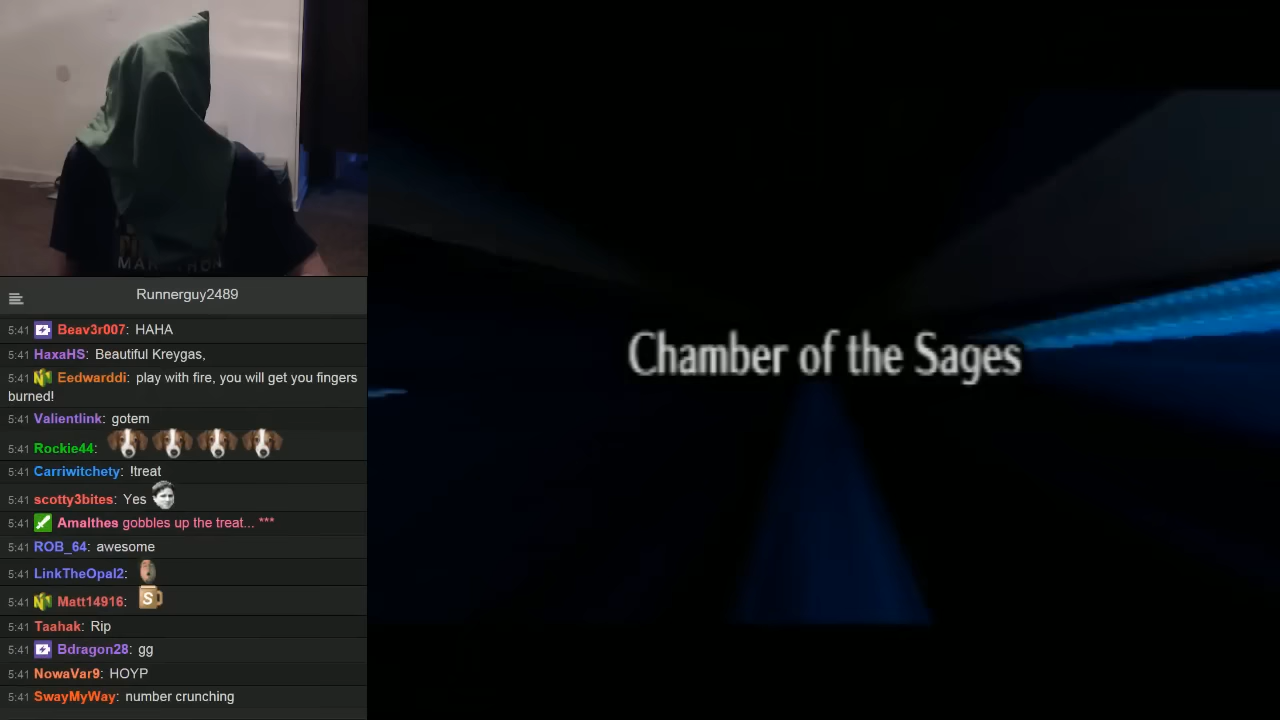 MARATHON
Runnerguy2489
5:41 Beav3r007: HAHA
5:41 HaxaHS: Beautiful Kreygas,
5:41 Eedwarddi: play with fire, you will get you fingers
burned!
5:41 Valientlink: gotem
5:41 Rockie44:
5:41 Carriwitchety: !treat
5:41 scotty3bites: Yes
5:41 Amalthes gobbles up the treat... ***
5:41 ROB_64: awesome
5:41 LinkTheOpal2:
5:41 Matt14916: S
5:41 Taahak: Rip
5:41 Bdragon28: gg
5:41 NowaVar9: HOYP
5:41 SwayMyWay: number crunching
Chamber of the Sages